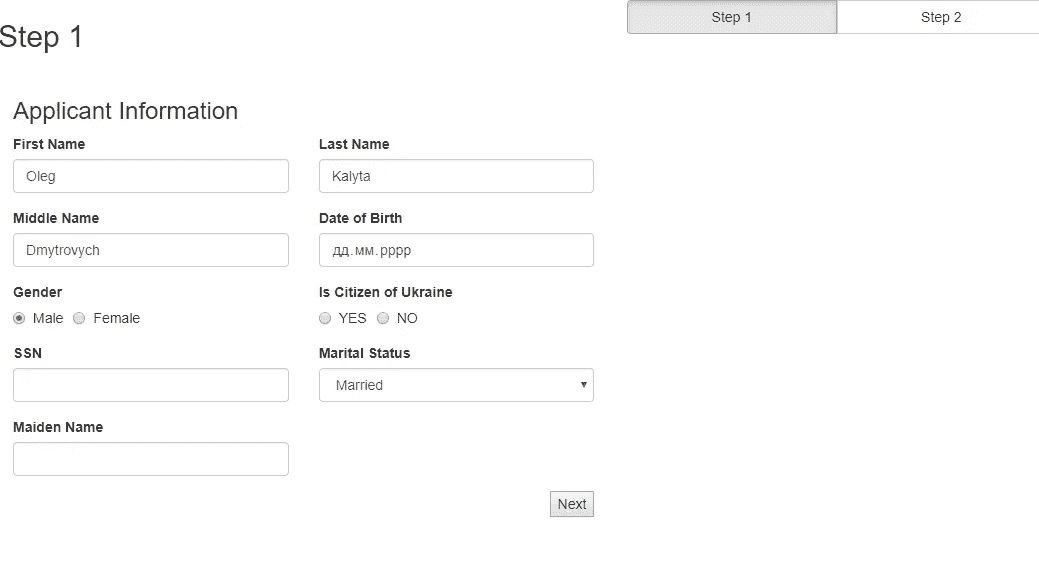 Step 1 Step 2
Step 1
Applicant Information
First Name Last Name
Oleg Kalyta
Middle Name Date of Birth
Dmytrovych дд.мм.рррр
Gender Is Citizen of Ukraine
Male Female YES NO
SSN Marital Status
Married
Maiden Name
Next